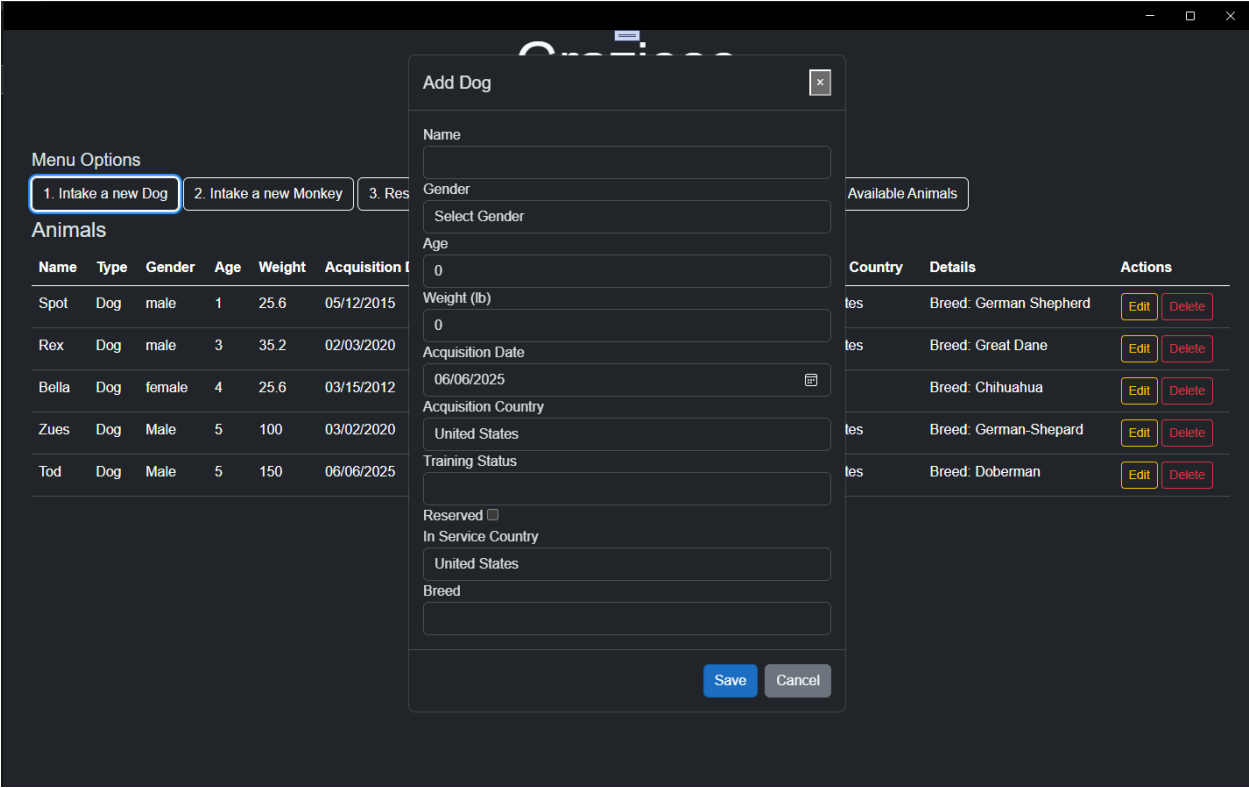 Add Dog
×
Name
Menu Options
1. Intake a new Dog 2. Intake a new Monkey 3. Res
Available Animals
Gender
Select Gender
Animals
Age
0
Name Type Gender Age Weight Acquisition
Country Details Actions
Weight (lb)
0
Spot Dog male 1 25.6 05/12/2015
Breed: German Shepherd Edit Delete
Rex Dog male 3 35.2 02/03/2020
Breed: Great Dane Edit Delete
Bella Dog female 4 25.6 03/15/2012
Breed: Chihuahua Edit Delete
Zues Dog Male 5 100 03/02/2020
Breed: German-Shepard Edit Delete
Tod Dog Male 5 150 06/06/2025
Breed: Doberman Edit Delete
Acquisition Date
06/06/2025
Acquisition Country
United States
Training Status
Reserved
In Service Country
United States
Breed
Save Cancel